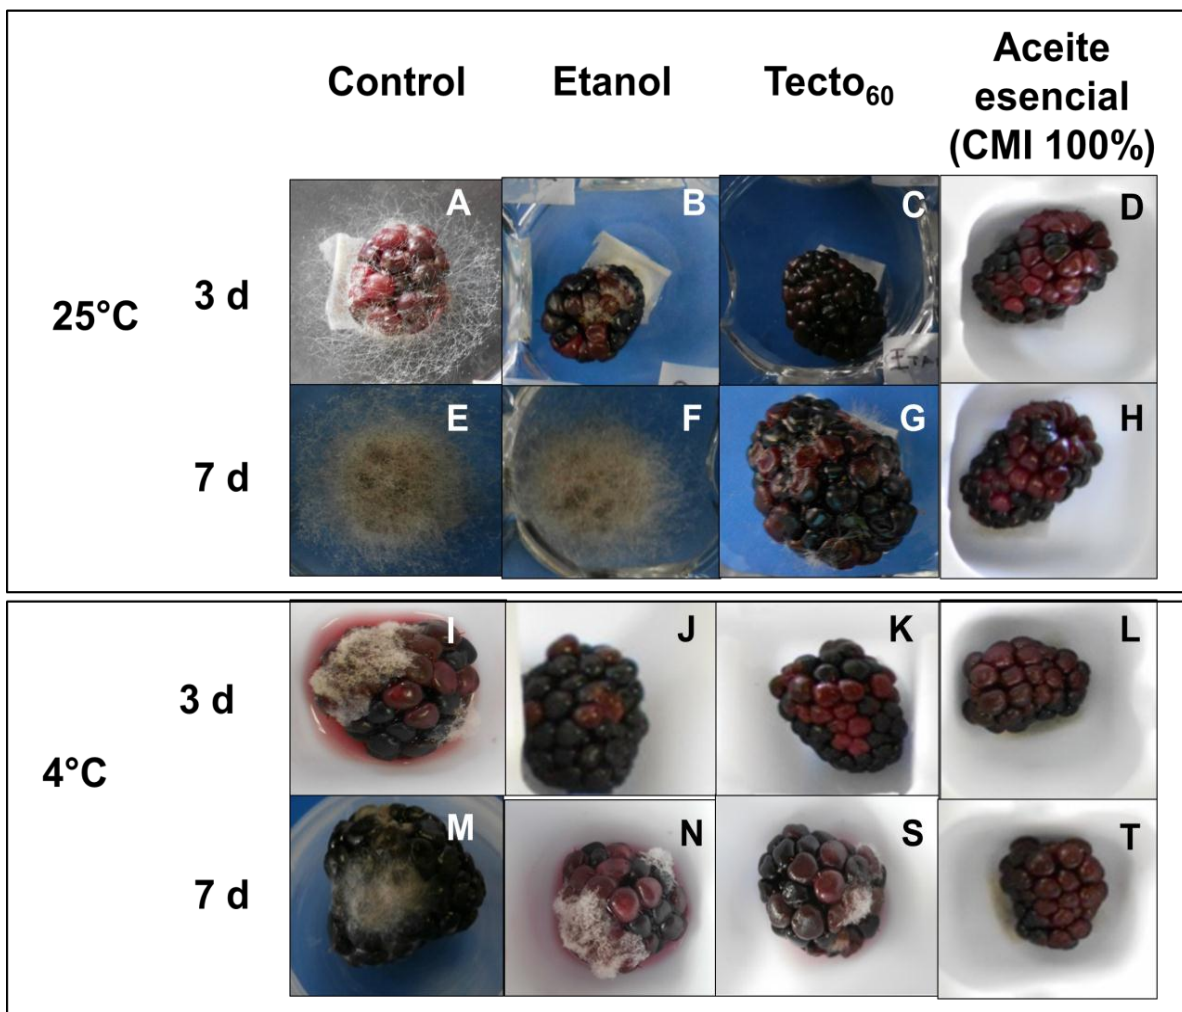 Aceite
Control Etanol Tecto60 esencial
(CMI 100%)
A B C D
25°C 3 d
E F G H
7 d
I J K L
3 d
4°C
M N S T
7 d